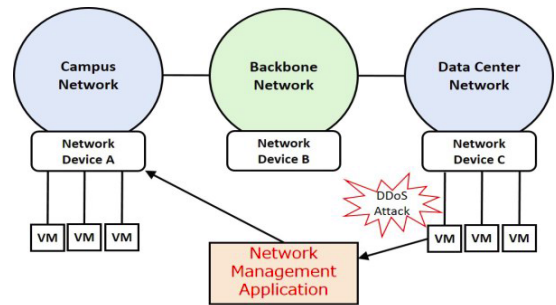 Campus
Network
Backbone
Network
Data Center
Network
Network
Device A
Network
Device B
Network
Device C
DDoS
Attack
VM
VM
VM
VM
VM
VM
Network
Management
Application